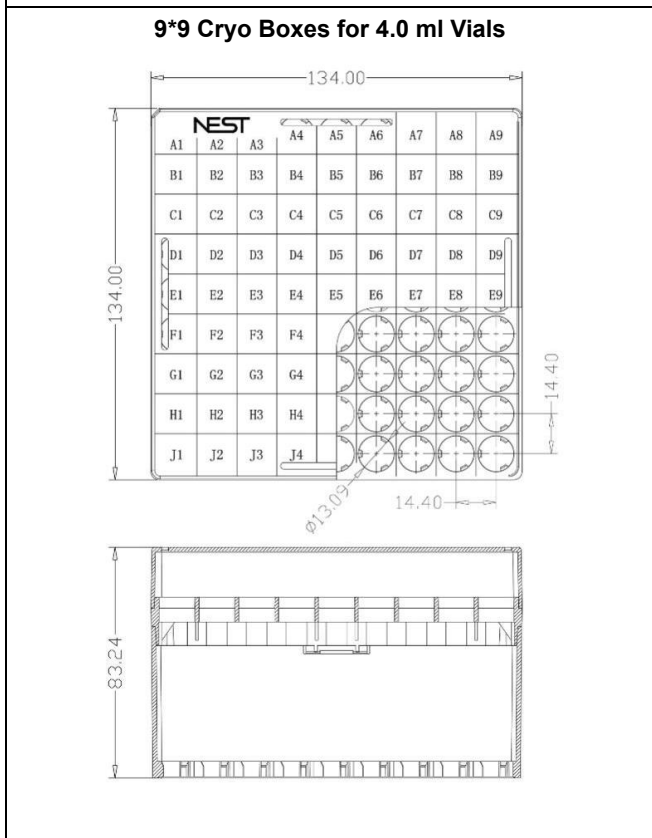 9*9 Cryo Boxes for 4.0 ml Vials
134.00
NEST
A1 A2 A3 A4 A5 A6 A7 A8 A9
B1 B2 B3 B4 B5 B6 B7 B8 B9
C1 C2 C3 C4 C5 C6 C7 C8 C9
D1 D2 D3 D4 D5 D6 D7 D8 D9
134.00
E1 E2 E3 E4 E5 E6 E7 E8 E9
F1 F2 F3 F4
G1 G2 G3 G4
14.40
H1 H2 H3 H4
J1 J2 J3 J4
ø13.09
14.40
83.24